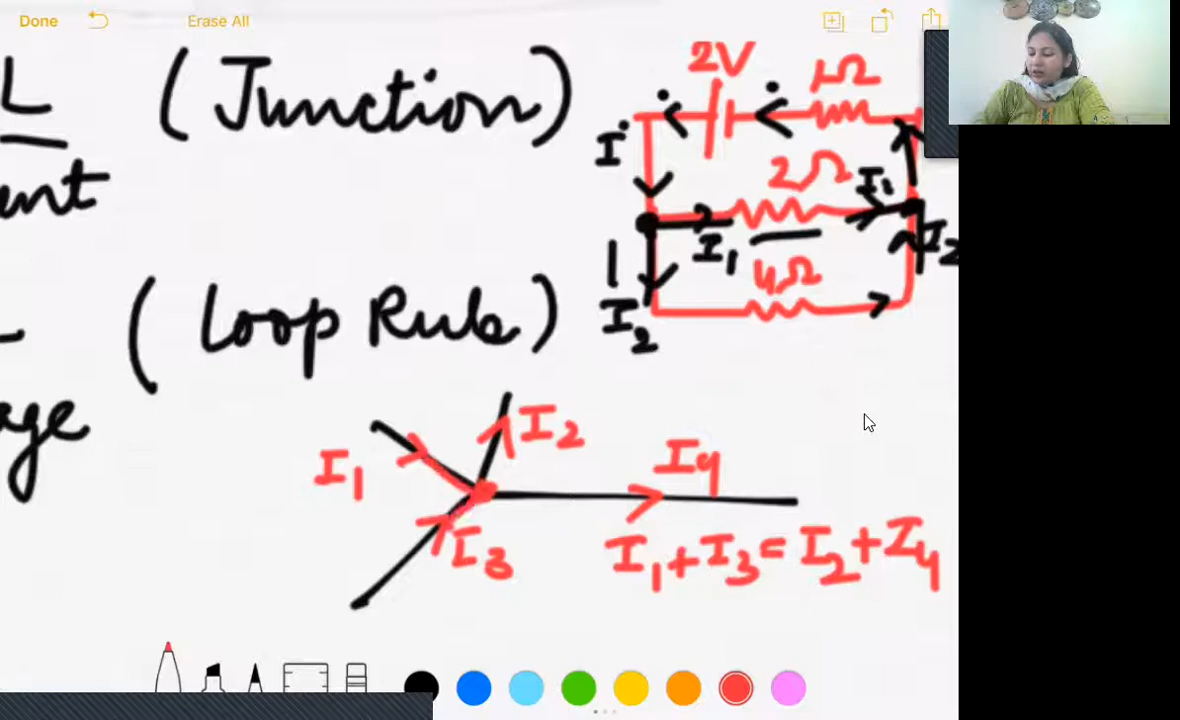 Done Erase All
L (Junction)
ent
(Loop Rule)
age
2V 1Ω
I
2Ω I1
I1 I2
4Ω
I2
I1 I2 I4
I3
I1+I3=I2+I4